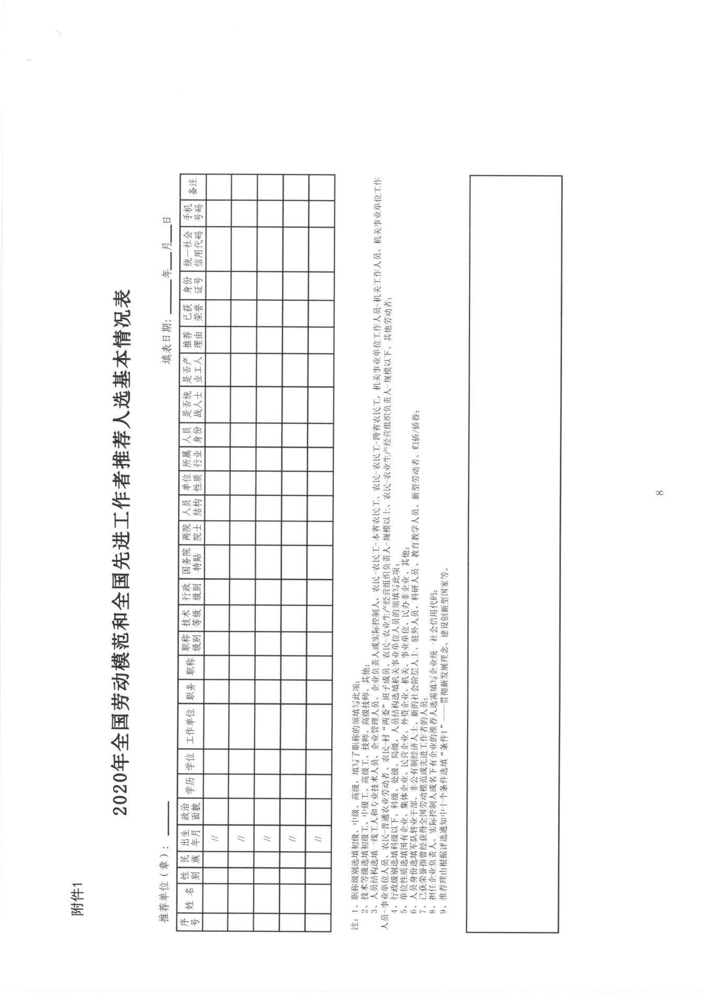 附件1
2020年全国劳动模范和全国先进工作者推荐人选基本情况表
推荐单位（章）： 填表日期： 年 月 日
序号 姓名 性别 民族 出生年月 政治面貌 学历 学位 工作单位 职务 职称 职称级别 技术等级 行政级别 国务院特贴 两院院士 人员结构 单位性质 所属行业 人员身份 是否统战人士 是否产业工人 推荐理由 已获荣誉 身份证号 统一社会信用代码 手机号码 备注
//
//
//
//
//
注：1、职称级别选填初级、中级、高级，填写了职称的须填写此项；
2、技术等级选填初级工、中级工、高级工、技师、高级技师、其他；
3、人员结构选填一线工人和专业技术人员、企业管理人员、企业负责人或实际控制人，农民-农民工-本省农民工、农民-农民工-跨省农民工，机关事业单位工作人员-机关工作人员、机关事业单位工作
人员-事业单位人员、农民-普通农业劳动者、农民-村“两委”班子成员、农民-农业生产经营组织负责人-规模以上、农民-农业生产经营组织负责人-规模以下、其他劳动者；
4、行政级别选填科级以下、科级、处级、局级，人员结构选填机关事业单位人员的须填写此项；
5、单位性质选填国有企业、集体企业、民营企业、外资企业、机关、事业单位、民办非企业、其他；
6、人员身份选填军队转业干部、非公有制经济人士、新的社会阶层人士、驻外人员、科研人员、教育教学人员、新型劳动者、归侨/侨眷；
7、已获荣誉指曾经获得全国劳动模范或先进工作者的人员；
8、担任企业负责人、实际控制人或名下有企业的推荐人选需填写企业统一社会信用代码；
9、推荐理由根据评选通知中十个条件选填“条件1”——贯彻新发展理念、建设创新型国家等。
8